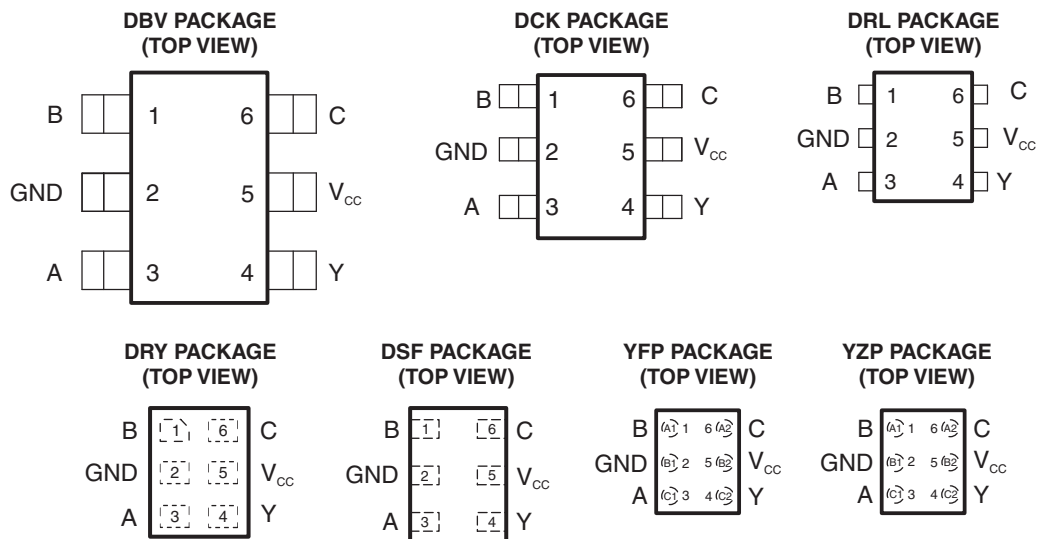 DBV PACKAGE
(TOP VIEW)
B 1 6 C
GND 2 5 VCC
A 3 4 Y
DCK PACKAGE
(TOP VIEW)
B 1 6 C
GND 2 5 VCC
A 3 4 Y
DRL PACKAGE
(TOP VIEW)
B 1 6 C
GND 2 5 VCC
A 3 4 Y
DRY PACKAGE
(TOP VIEW)
B 1 6 C
GND 2 5 VCC
A 3 4 Y
DSF PACKAGE
(TOP VIEW)
B 1 6 C
GND 2 5 VCC
A 3 4 Y
YFP PACKAGE
(TOP VIEW)
B A1 1 6 A2 C
GND B1 2 5 B2 VCC
A C1 3 4 C2 Y
YZP PACKAGE
(TOP VIEW)
B A1 1 6 A2 C
GND B1 2 5 B2 VCC
A C1 3 4 C2 Y